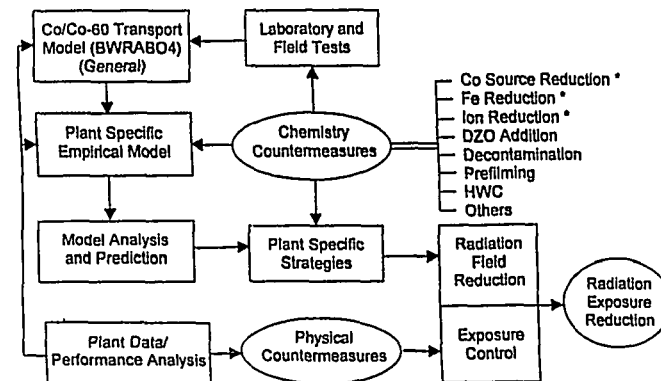 Co/Co-60 Transport
Model (BWRABO4)
(General)
Laboratory and
Field Tests
Co Source Reduction *
Fe Reduction *
Ion Reduction *
DZO Addition
Decontamination
Prefilming
HWC
Others
Plant Specific
Empirical Model
Chemistry
Countermeasures
Model Analysis
and Prediction
Plant Specific
Strategies
Radiation
Field
Reduction
Radiation
Exposure
Reduction
Plant Data/
Performance Analysis
Physical
Countermeasures
Exposure
Control